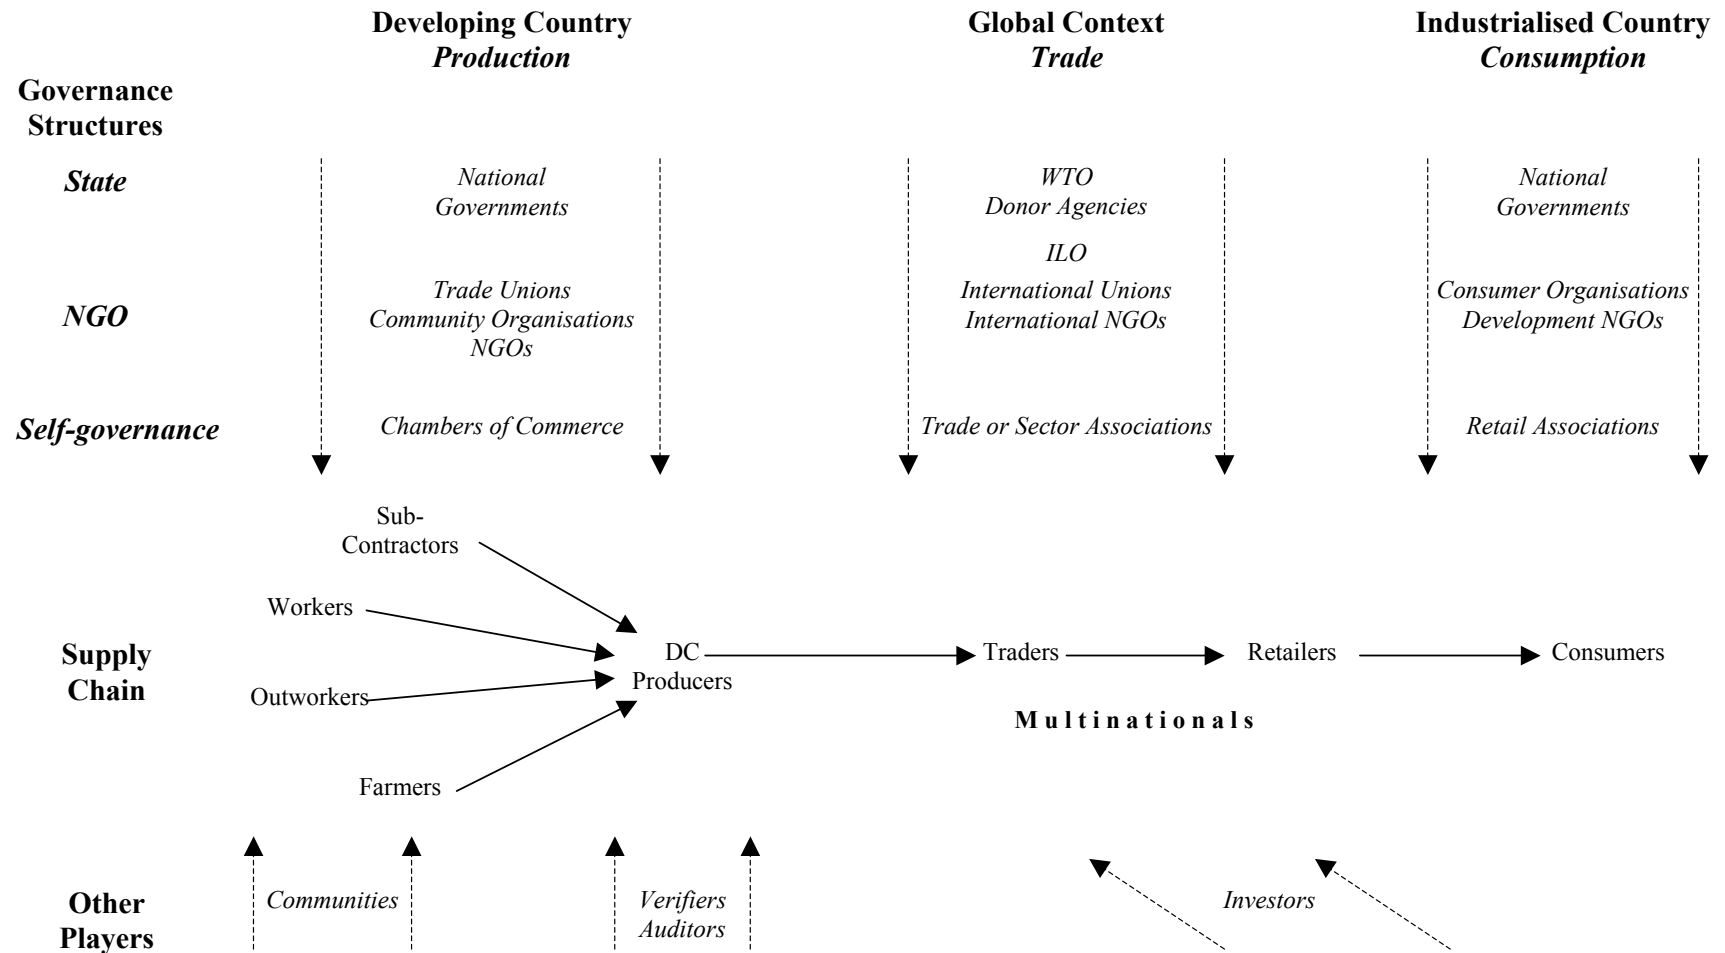 Developing Country
Production
Global Context
Trade
Industrialised Country
Consumption
Governance
Structures
State
National
Governments
WTO
Donor Agencies
National
Governments
ILO
NGO
Trade Unions
Community Organisations
NGOs
International Unions
International NGOs
Consumer Organisations
Development NGOs
Self-governance
Chambers of Commerce
Trade or Sector Associations
Retail Associations
Sub-
Contractors
Workers
Supply
Chain
DC
Producers
Traders
Retailers
Consumers
Outworkers
Multinationals
Farmers
Other
Players
Communities
Verifiers
Auditors
Investors